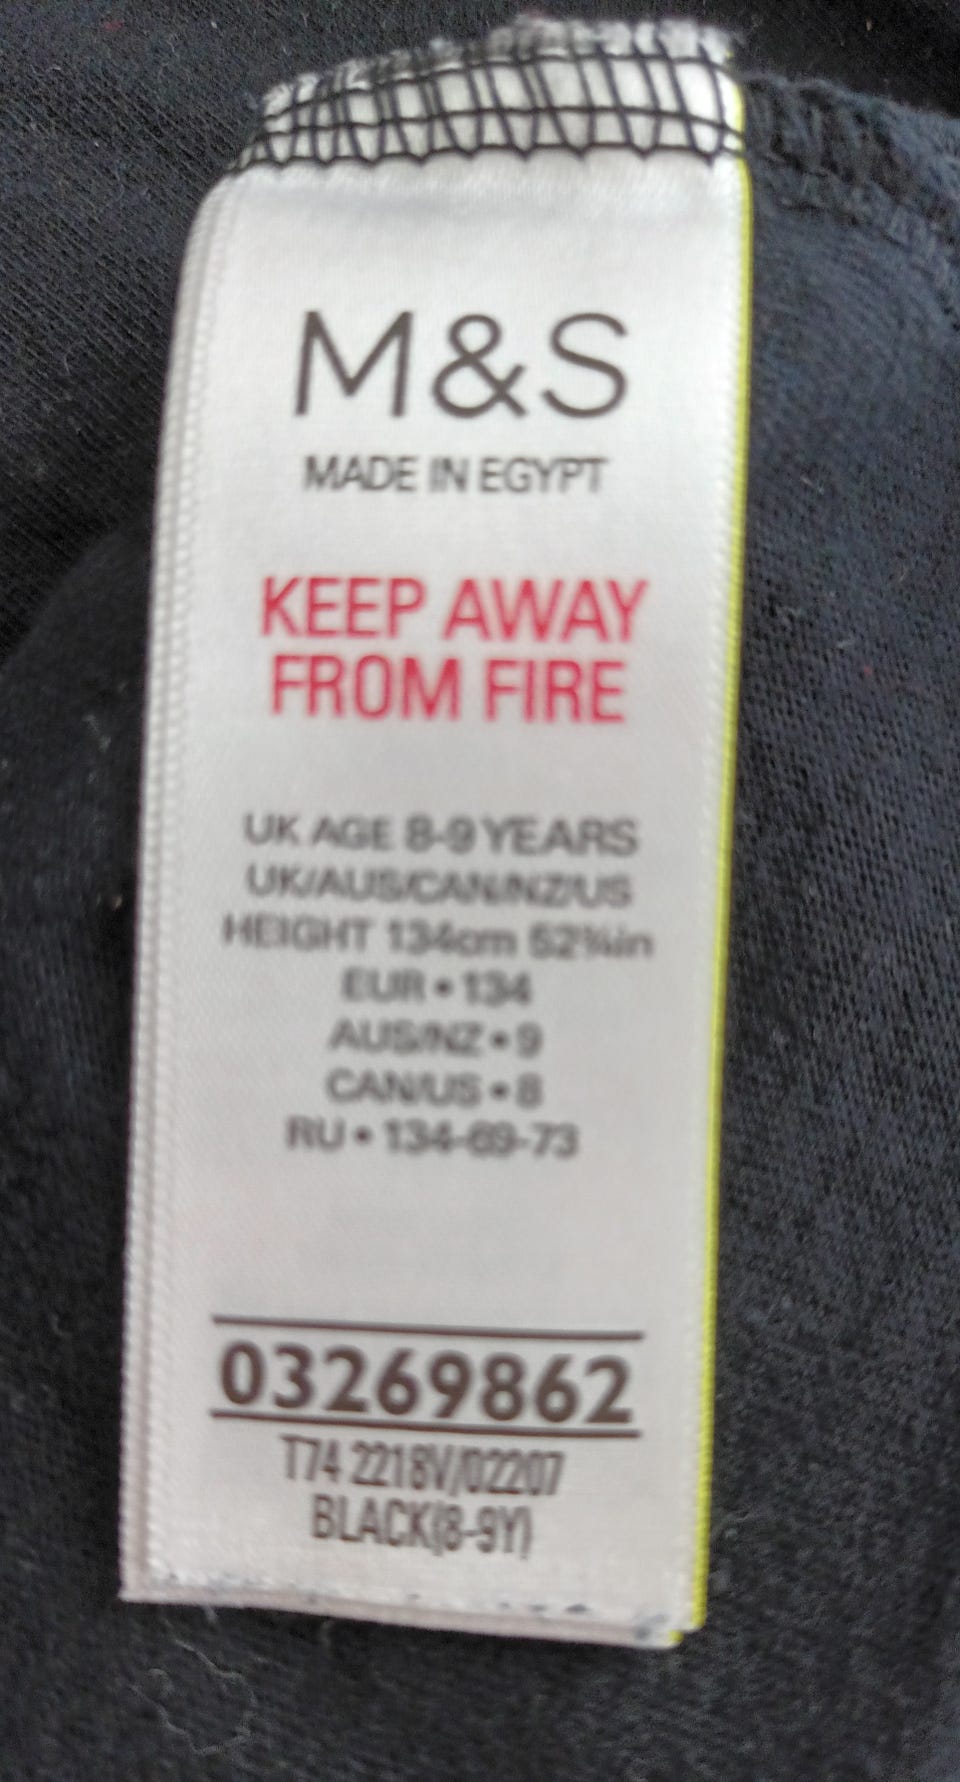 M&S
MADE IN EGYPT
KEEP AWAY
FROM FIRE
UK AGE 8-9 YEARS
UK/AUS/CAN/NZ/US
HEIGHT 134cm 52¾in
EUR • 134
AUS/NZ • 9
CAN/US • 8
RU • 134-69-73
03269862
T74 2218V/02207
BLACK(8-9Y)